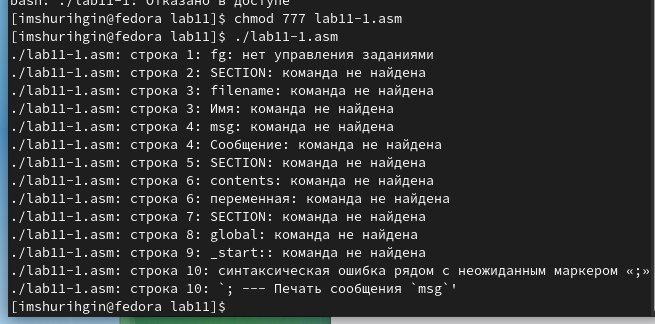 bash: ./lab11-1: Отказано в доступе
[imshurihgin@fedora lab11]$ chmod 777 lab11-1.asm
[imshurihgin@fedora lab11]$ ./lab11-1.asm
./lab11-1.asm: строка 1: fg: нет управления заданиями
./lab11-1.asm: строка 2: SECTION: команда не найдена
./lab11-1.asm: строка 3: filename: команда не найдена
./lab11-1.asm: строка 3: Имя: команда не найдена
./lab11-1.asm: строка 4: msg: команда не найдена
./lab11-1.asm: строка 4: Сообщение: команда не найдена
./lab11-1.asm: строка 5: SECTION: команда не найдена
./lab11-1.asm: строка 6: contents: команда не найдена
./lab11-1.asm: строка 6: переменная: команда не найдена
./lab11-1.asm: строка 7: SECTION: команда не найдена
./lab11-1.asm: строка 8: global: команда не найдена
./lab11-1.asm: строка 9: _start:: команда не найдена
./lab11-1.asm: строка 10: синтаксическая ошибка рядом с неожиданным маркером «;»
./lab11-1.asm: строка 10: `; --- Печать сообщения `msg`'
[imshurihgin@fedora lab11]$